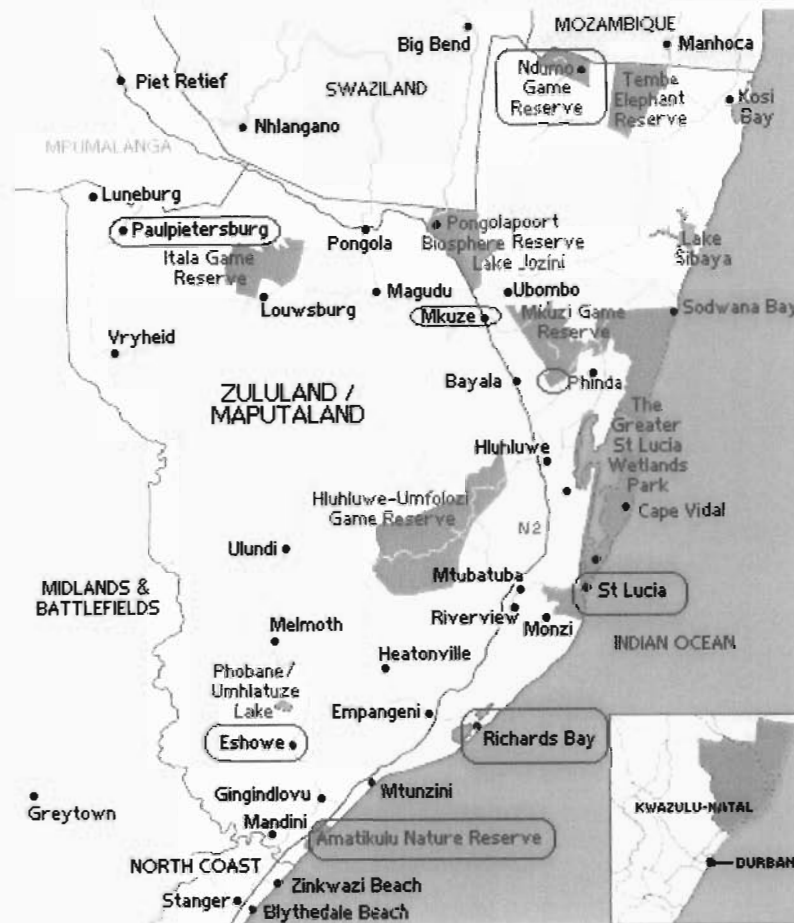 MOZAMBIQUE
Big Bend
Manhoca
Piet Retief
SWAZILAND
Ndumo
Game
Reserve
Tembe
Elephant
Reserve
Kosi
Bay
Nhlangano
MPUMALANGA
Luneburg
Paulpietersburg
Pongola
Pongolapoort
Biosphere Reserve
Lake Jozini
Lake
Sibaya
Itala Game
Reserve
Louwsburg
Magudu
Ubombo
Mkuze
Mkuzi Game
Reserve
Sodwana Bay
Vryheid
Bayala
Phinda
ZULULAND /
MAPUTALAND
The
Greater
St Lucia
Wetlands
Park
Hluhluwe
Hluhluwe-Umfolozi
Game Reserve
N2
Cape Vidal
Ulundi
MIDLANDS &
BATTLEFIELDS
Mtubatuba
St Lucia
Riverview
Monzi
Melmoth
INDIAN OCEAN
Heatonville
Phobane/
Umhlatuze
Lake
Empangeni
Richards Bay
Eshowe
Gingindlovu
Mtunzini
Greytown
Mandini
Amatikulu Nature Reserve
KWAZULU-NATAL
DURBAN
NORTH COAST
Zinkwazi Beach
Stanger
Blythedale Beach